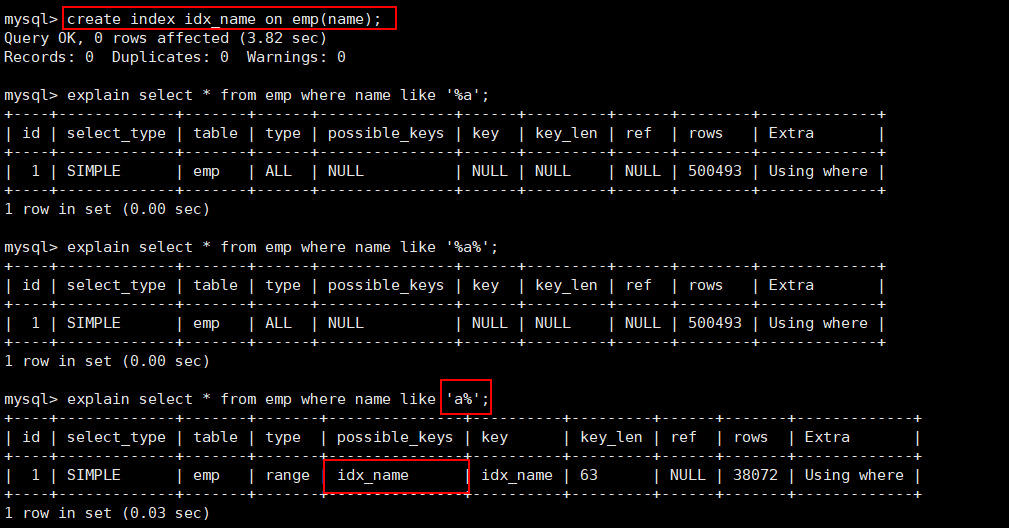 mysql> create index idx_name on emp(name);
Query OK, 0 rows affected (3.82 sec)
Records: 0  Duplicates: 0  Warnings: 0

mysql> explain select * from emp where name like '%a';
+----+-------------+-------+------+---------------+------+---------+------+--------+-------------+
| id | select_type | table | type | possible_keys | key  | key_len | ref  | rows   | Extra       |
+----+-------------+-------+------+---------------+------+---------+------+--------+-------------+
|  1 | SIMPLE      | emp   | ALL  | NULL          | NULL | NULL    | NULL | 500493 | Using where |
+----+-------------+-------+------+---------------+------+---------+------+--------+-------------+
1 row in set (0.00 sec)

mysql> explain select * from emp where name like '%a%';
+----+-------------+-------+------+---------------+------+---------+------+--------+-------------+
| id | select_type | table | type | possible_keys | key  | key_len | ref  | rows   | Extra       |
+----+-------------+-------+------+---------------+------+---------+------+--------+-------------+
|  1 | SIMPLE      | emp   | ALL  | NULL          | NULL | NULL    | NULL | 500493 | Using where |
+----+-------------+-------+------+---------------+------+---------+------+--------+-------------+
1 row in set (0.00 sec)

mysql> explain select * from emp where name like 'a%';
+----+-------------+-------+-------+---------------+----------+---------+------+-------+-------------+
| id | select_type | table | type  | possible_keys | key      | key_len | ref  | rows  | Extra       |
+----+-------------+-------+-------+---------------+----------+---------+------+-------+-------------+
|  1 | SIMPLE      | emp   | range | idx_name      | idx_name | 63      | NULL | 38072 | Using where |
+----+-------------+-------+-------+---------------+----------+---------+------+-------+-------------+
1 row in set (0.03 sec)